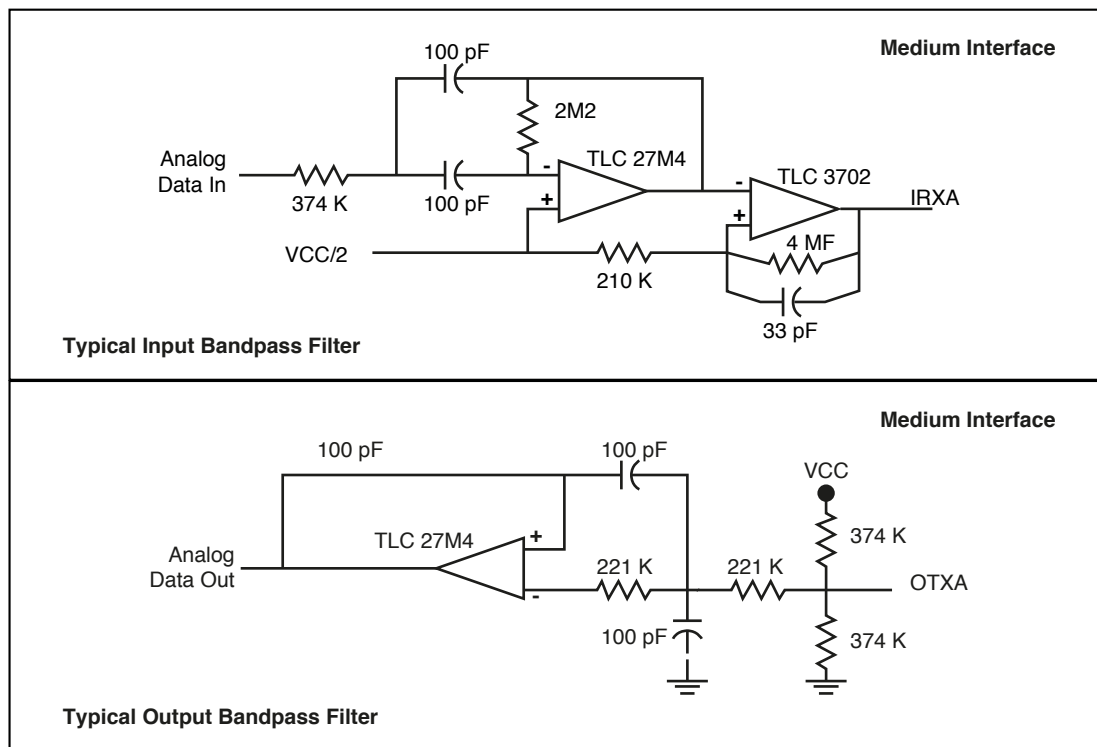 100 pF
Medium Interface
2M2
Analog
Data In
-
TLC 27M4
-
TLC 3702
IRXA
374 K
100 pF
+
+
4 MF
VCC/2
210 K
33 pF
Typical Input Bandpass Filter
Medium Interface
100 pF
100 pF
VCC
374 K
TLC 27M4
+
Analog
Data Out
221 K
221 K
OTXA
-
100 pF
374 K
Typical Output Bandpass Filter